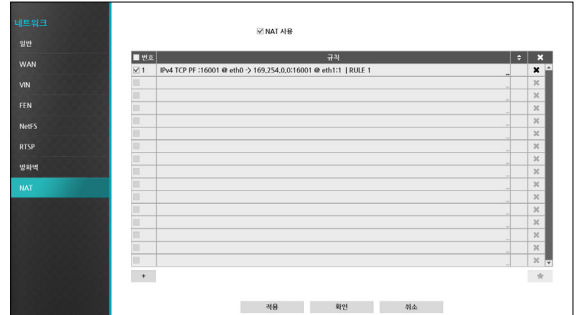 네트워크
일반
WAN
VIN
FEN
NetFS
RTSP
방화벽
NAT
NAT 사용
번호 규칙
1 IPv4 TCP PF :16001 @ eth0 -> 169.254.0.0:16001 @ eth1:1 | RULE 1 ...
+
적용 확인 취소